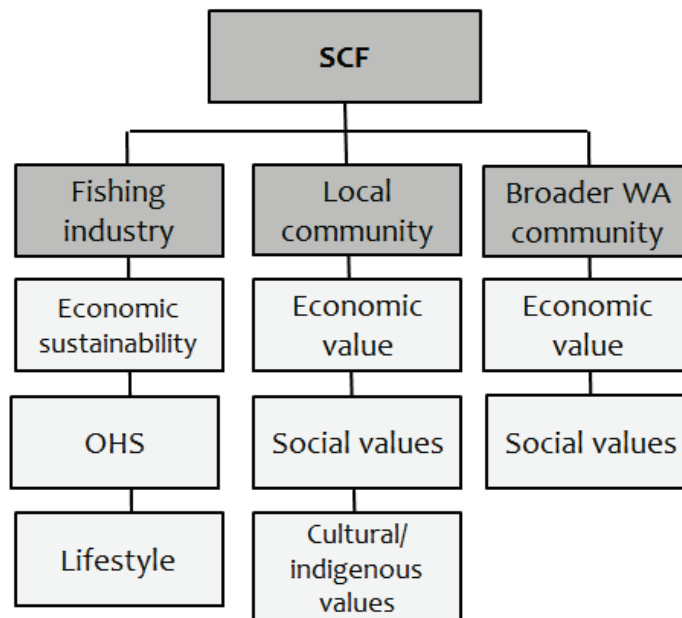 SCF
Fishing
industry
Local
community
Broader WA
community
Economic
sustainability
Economic
value
Economic
value
OHS
Social values
Social values
Lifestyle
Cultural/
indigenous
values